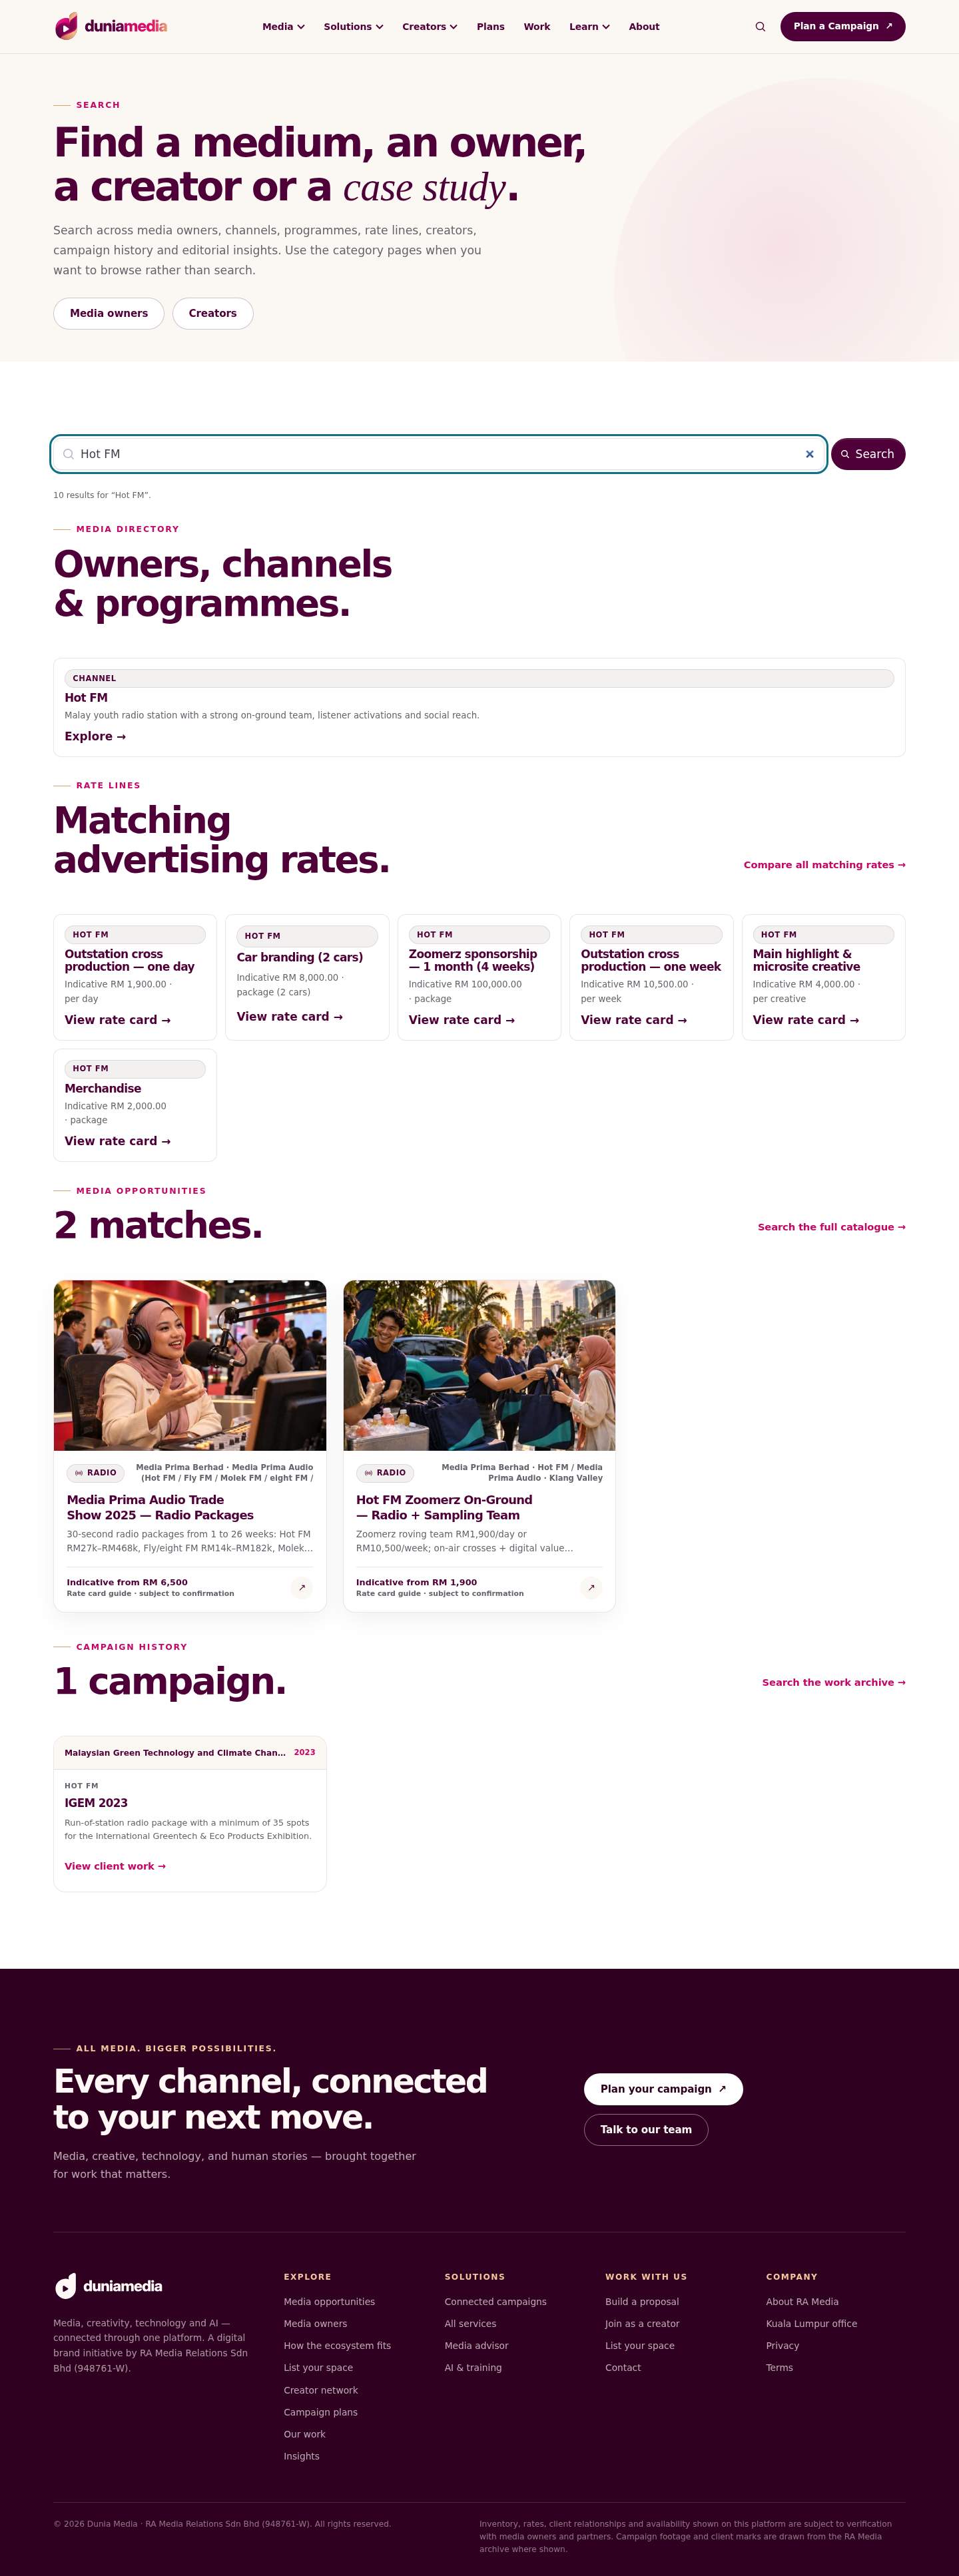 duniamedia
Media Solutions Creators Plans Work Learn About
Plan a Campaign ↗
SEARCH
Find a medium, an owner,
a creator or a case study.
Search across media owners, channels, programmes, rate lines, creators,
campaign history and editorial insights. Use the category pages when you
want to browse rather than search.
Media owners Creators
Hot FM
Search
10 results for “Hot FM”.
MEDIA DIRECTORY
Owners, channels
& programmes.
CHANNEL
Hot FM
Malay youth radio station with a strong on-ground team, listener activations and social reach.
Explore →
RATE LINES
Matching
advertising rates.
Compare all matching rates →
HOT FM
Outstation cross
production — one day
Indicative RM 1,900.00 ·
per day
View rate card →
HOT FM
Car branding (2 cars)
Indicative RM 8,000.00 ·
package (2 cars)
View rate card →
HOT FM
Zoomerz sponsorship
— 1 month (4 weeks)
Indicative RM 100,000.00
· package
View rate card →
HOT FM
Outstation cross
production — one week
Indicative RM 10,500.00 ·
per week
View rate card →
HOT FM
Main highlight &
microsite creative
Indicative RM 4,000.00 ·
per creative
View rate card →
HOT FM
Merchandise
Indicative RM 2,000.00
· package
View rate card →
MEDIA OPPORTUNITIES
2 matches.
Search the full catalogue →
RADIO
Media Prima Berhad · Media Prima Audio
(Hot FM / Fly FM / Molek FM / eight FM /
Media Prima Audio Trade
Show 2025 — Radio Packages
30-second radio packages from 1 to 26 weeks: Hot FM
RM27k–RM468k, Fly/eight FM RM14k–RM182k, Molek…
Indicative from RM 6,500
Rate card guide · subject to confirmation
↗
RADIO
Media Prima Berhad · Hot FM / Media
Prima Audio · Klang Valley
Hot FM Zoomerz On-Ground
— Radio + Sampling Team
Zoomerz roving team RM1,900/day or
RM10,500/week; on-air crosses + digital value…
Indicative from RM 1,900
Rate card guide · subject to confirmation
↗
CAMPAIGN HISTORY
1 campaign.
Search the work archive →
Malaysian Green Technology and Climate Chan… 2023
HOT FM
IGEM 2023
Run-of-station radio package with a minimum of 35 spots
for the International Greentech & Eco Products Exhibition.
View client work →
ALL MEDIA. BIGGER POSSIBILITIES.
Every channel, connected
to your next move.
Media, creative, technology, and human stories — brought together
for work that matters.
Plan your campaign ↗
Talk to our team
duniamedia
Media, creativity, technology and AI —
connected through one platform. A digital
brand initiative by RA Media Relations Sdn
Bhd (948761-W).
EXPLORE
Media opportunities
Media owners
How the ecosystem fits
List your space
Creator network
Campaign plans
Our work
Insights
SOLUTIONS
Connected campaigns
All services
Media advisor
AI & training
WORK WITH US
Build a proposal
Join as a creator
List your space
Contact
COMPANY
About RA Media
Kuala Lumpur office
Privacy
Terms
© 2026 Dunia Media · RA Media Relations Sdn Bhd (948761-W). All rights reserved.
Inventory, rates, client relationships and availability shown on this platform are subject to verification
with media owners and partners. Campaign footage and client marks are drawn from the RA Media
archive where shown.